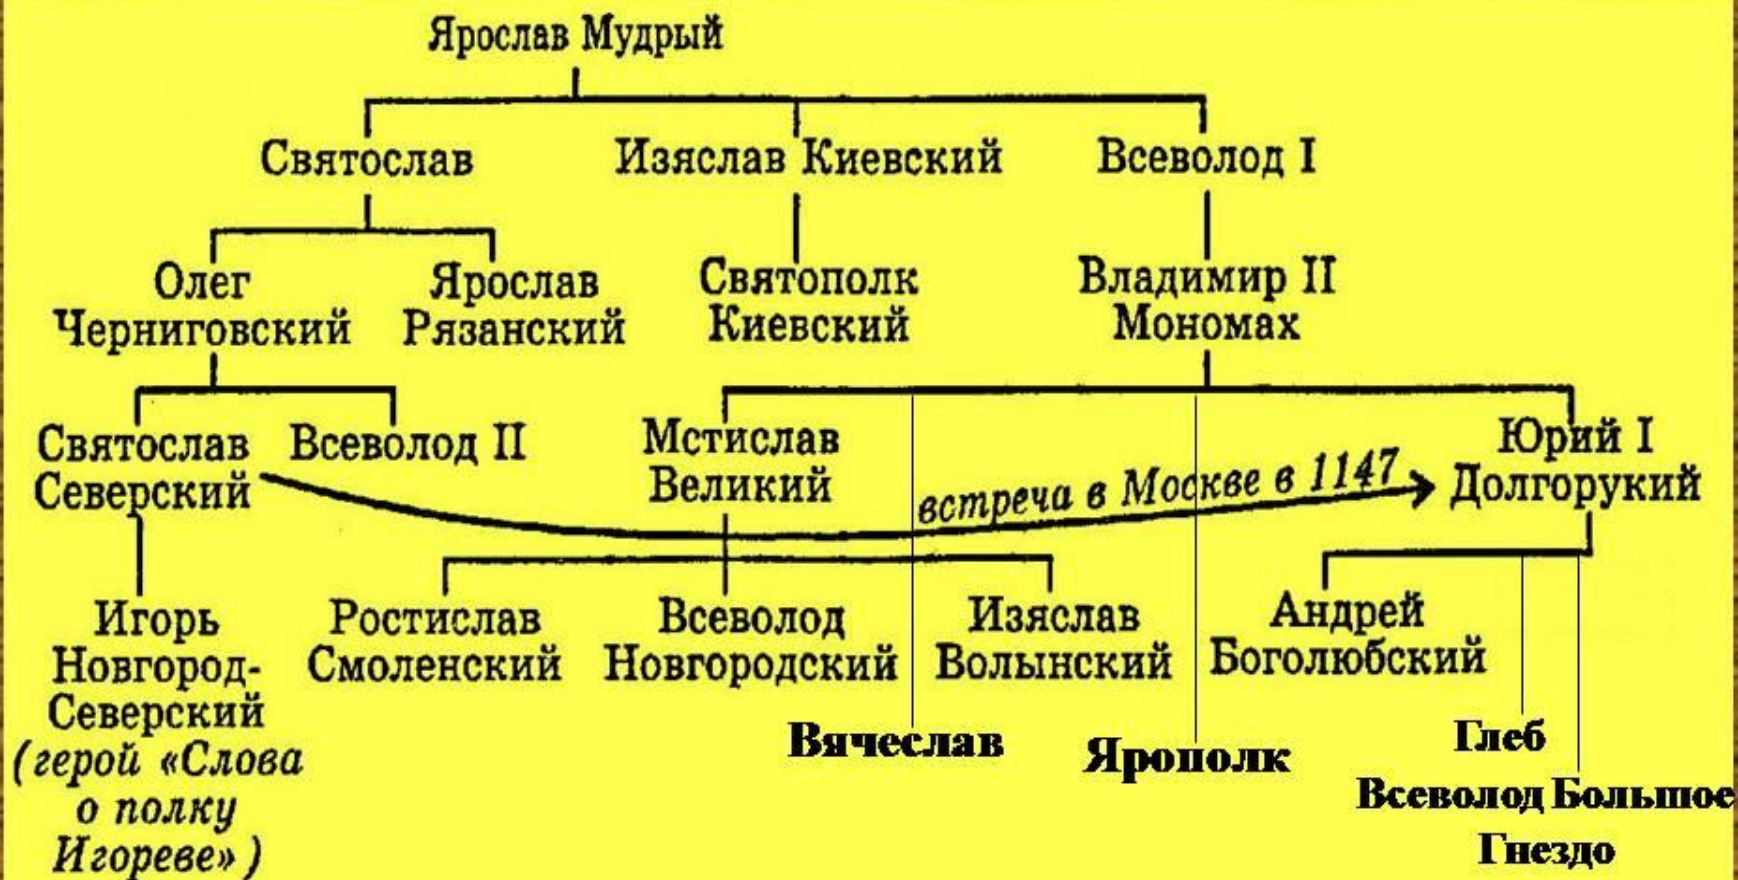 Ярослав Мудрый
Святослав
Изяслав Киевский
Всеволод I
Олег
Черниговский
Ярослав
Рязанский
Святополк
Киевский
Владимир II
Мономах
Святослав
Северский
Всеволод II
Мстислав
Великий
встреча в Москве в 1147
Юрий I
Долгорукий
Игорь
Новгород-
Северский
(герой «Слова
о полку
Игореве»)
Ростислав
Смоленский
Всеволод
Новгородский
Изяслав
Волынский
Андрей
Боголюбский
Вячеслав
Ярополк
Глеб
Всеволод Большое
Гнездо